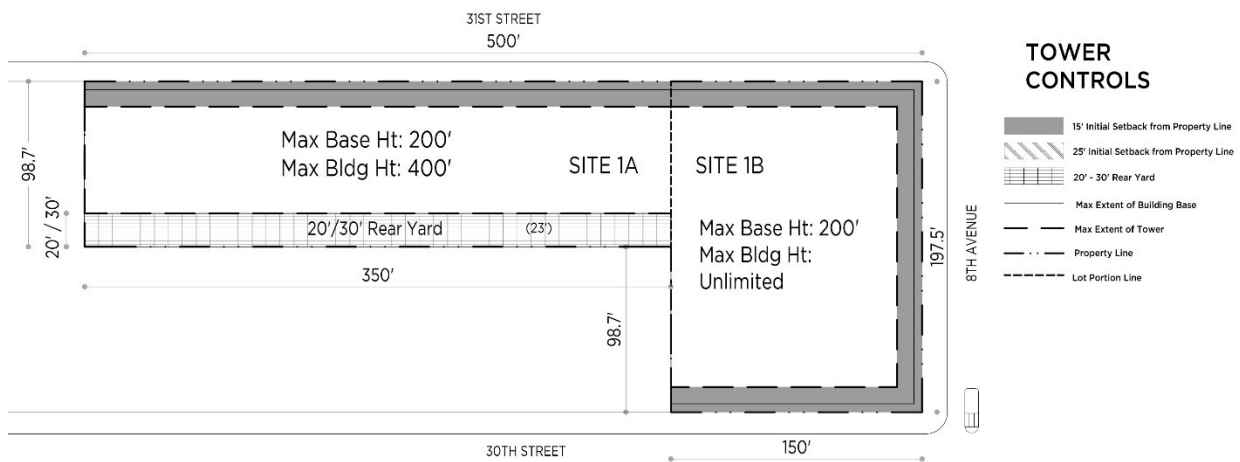 31ST STREET
500'
98.7'
20' / 30'
Max Base Ht: 200'
Max Bldg Ht: 400'
SITE 1A
SITE 1B
20'/30' Rear Yard
(23')
350'
98.7'
Max Base Ht: 200'
Max Bldg Ht:
Unlimited
197.5'
8TH AVENUE
30TH STREET
150'
TOWER
CONTROLS
15' Initial Setback from Property Line
25' Initial Setback from Property Line
20' - 30' Rear Yard
Max Extent of Building Base
Max Extent of Tower
Property Line
Lot Portion Line